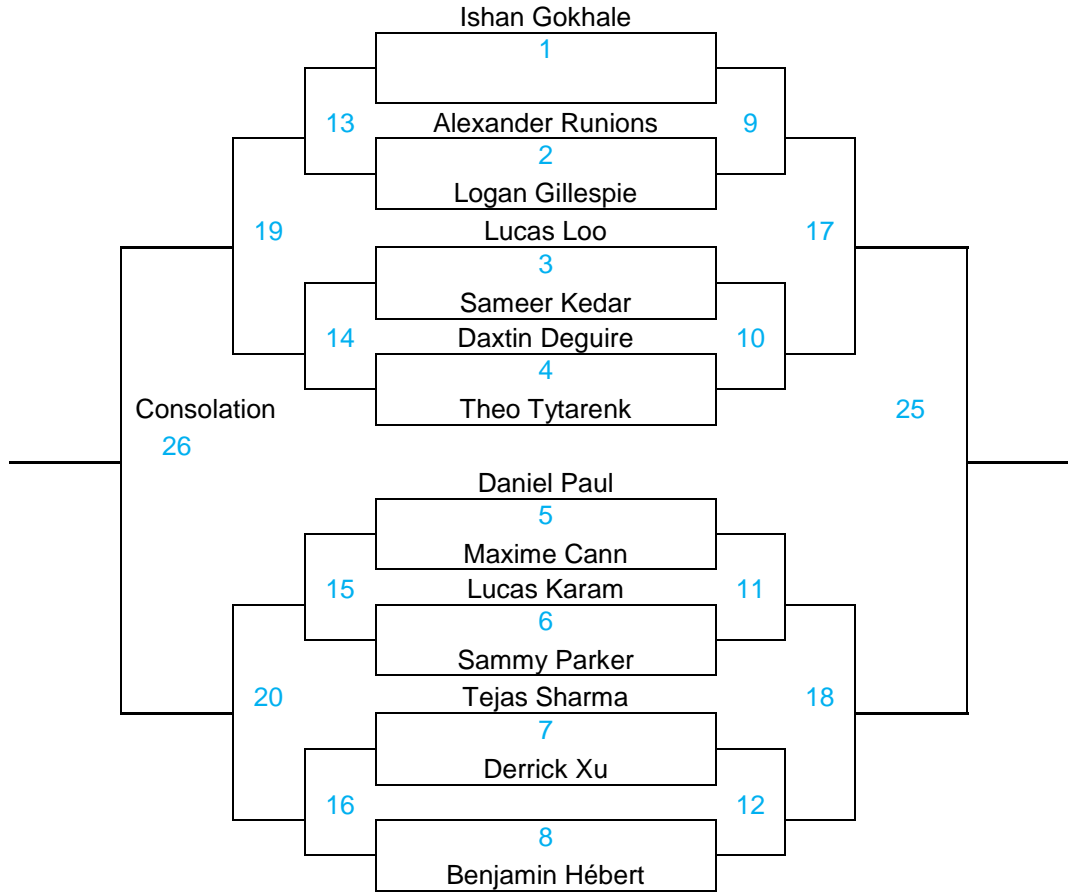 Ishan Gokhale
1
13 Alexander Runions 9
2
Logan Gillespie
19 Lucas Loo 17
3
Sameer Kedar
14 Daxtin Deguire 10
4
Consolation Theo Tytarenk 25
26
Daniel Paul
5
Maxime Cann
15 Lucas Karam 11
6
Sammy Parker
20 Tejas Sharma 18
7
Derrick Xu
16 12
8
Benjamin Hébert